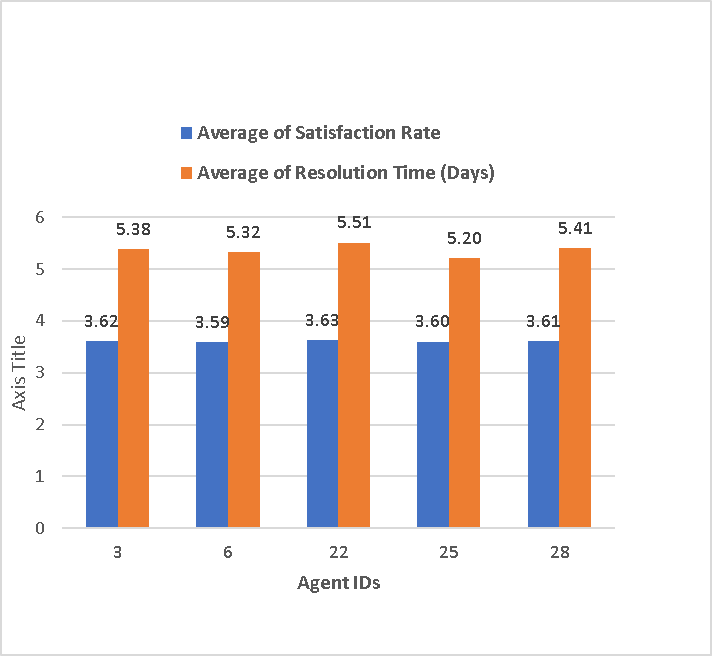 Average of Satisfaction Rate
Average of Resolution Time (Days)
6
5.38 5.32 5.51 5.20 5.41
5
4
3.62 3.59 3.63 3.60 3.61
3
2
1
0
Axis Title
3 6 22 25 28
Agent IDs